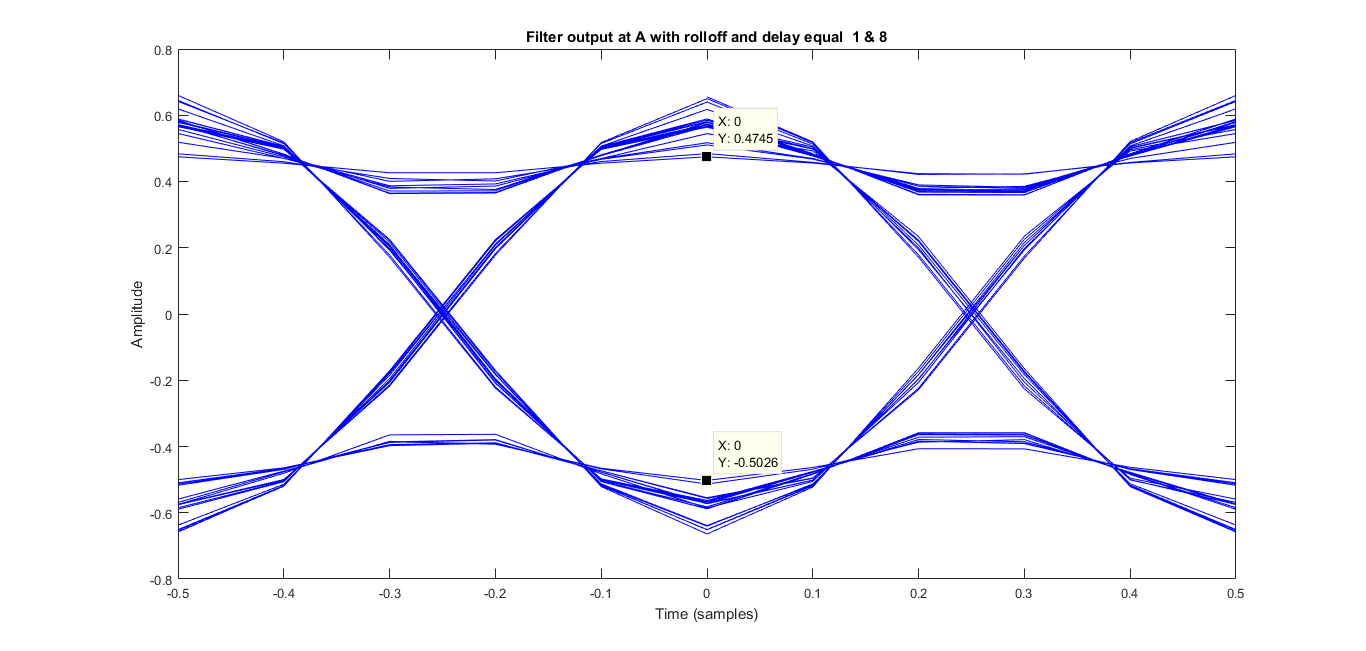 Filter output at A with rolloff and delay equal  1 & 8
0.8
0.6
0.4
0.2
0
-0.2
-0.4
-0.6
-0.8
Amplitude
X: 0
Y: 0.4745
X: 0
Y: -0.5026
-0.5 -0.4 -0.3 -0.2 -0.1 0 0.1 0.2 0.3 0.4 0.5
Time (samples)